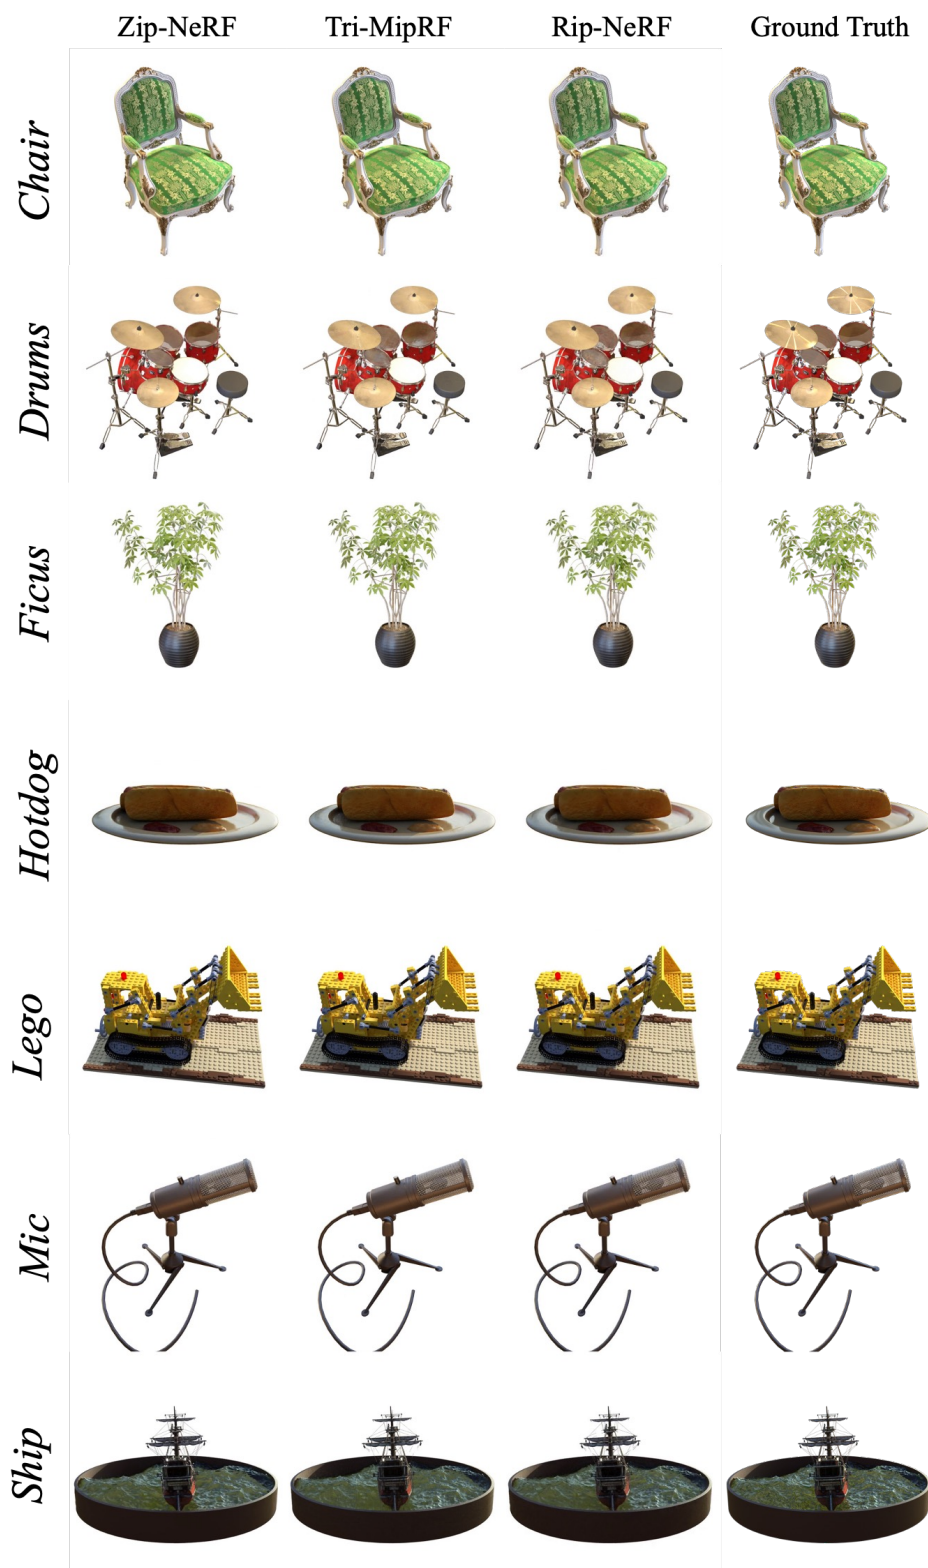 Zip-NeRF Tri-MipRF Rip-NeRF Ground Truth
Chair
Drums
Ficus
Hotdog
Lego
Mic
Ship